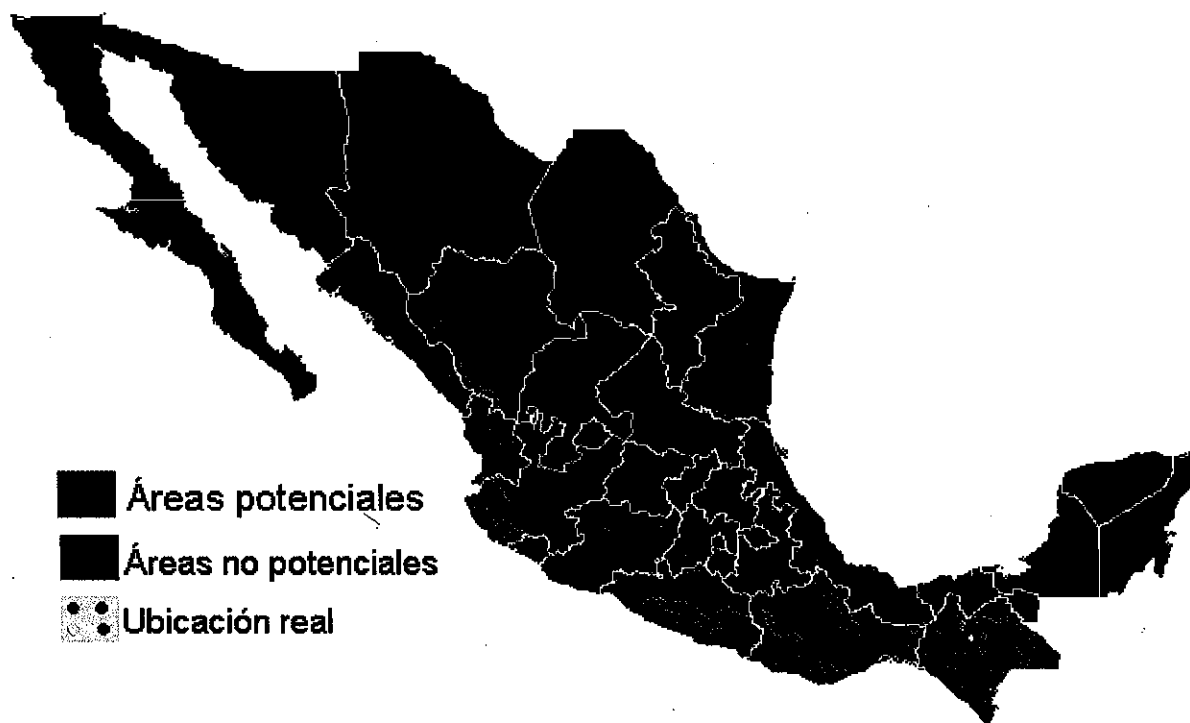 Áreas potenciales
Áreas no potenciales
Ubicación real